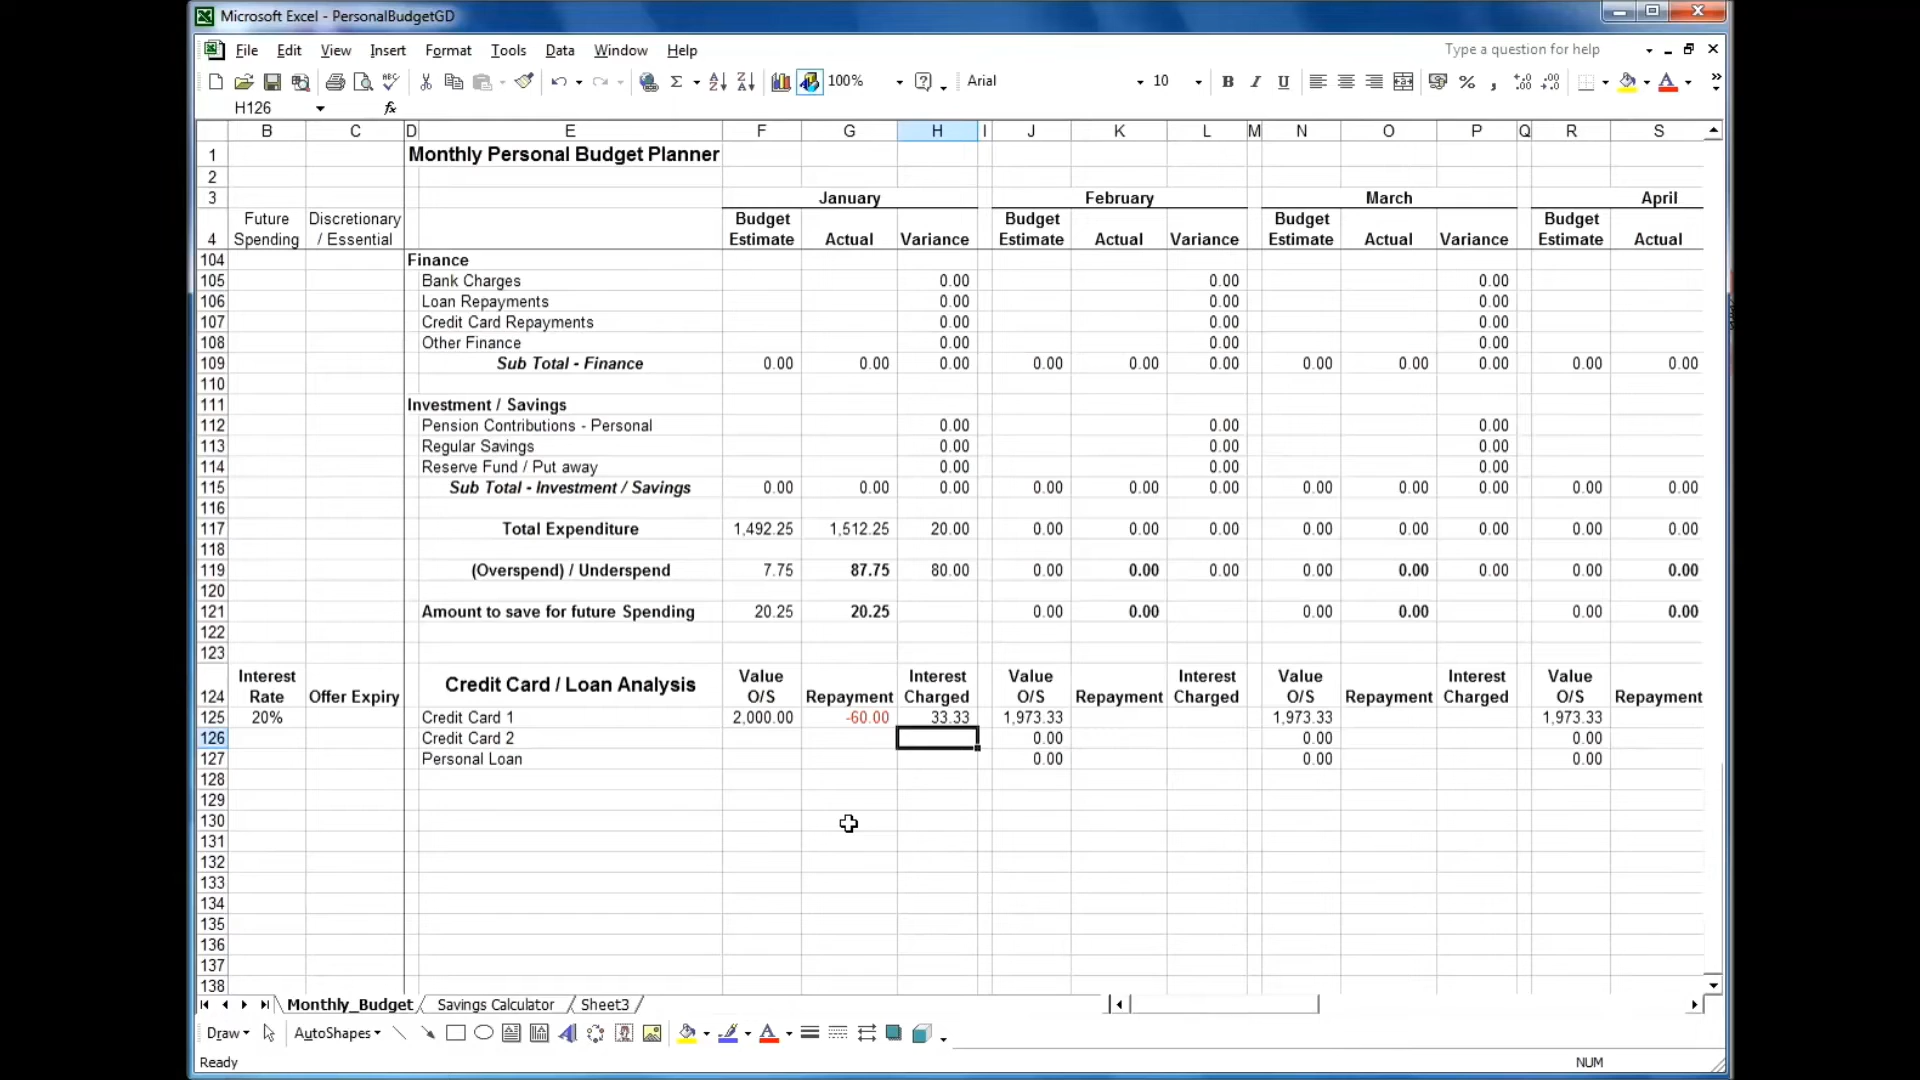 Microsoft Excel - PersonalBudgetGD
File Edit View Insert Format Tools Data Window Help Type a question for help
100% Arial 10 B I U
H126 fx
B C D E F G H I J K L M N O P Q R S
1 Monthly Personal Budget Planner
2
3 January February March April
Future Discretionary Budget Budget Budget Budget
4 Spending / Essential Estimate Actual Variance Estimate Actual Variance Estimate Actual Variance Estimate Actual
104 Finance
105 Bank Charges 0.00 0.00 0.00
106 Loan Repayments 0.00 0.00 0.00
107 Credit Card Repayments 0.00 0.00 0.00
108 Other Finance 0.00 0.00 0.00
109 Sub Total - Finance 0.00 0.00 0.00 0.00 0.00 0.00 0.00 0.00 0.00 0.00 0.00
110
111 Investment / Savings
112 Pension Contributions - Personal 0.00 0.00 0.00
113 Regular Savings 0.00 0.00 0.00
114 Reserve Fund / Put away 0.00 0.00 0.00
115 Sub Total - Investment / Savings 0.00 0.00 0.00 0.00 0.00 0.00 0.00 0.00 0.00 0.00 0.00
116
117 Total Expenditure 1,492.25 1,512.25 20.00 0.00 0.00 0.00 0.00 0.00 0.00 0.00 0.00
118
119 (Overspend) / Underspend 7.75 87.75 80.00 0.00 0.00 0.00 0.00 0.00 0.00 0.00 0.00
120
121 Amount to save for future Spending 20.25 20.25 0.00 0.00 0.00 0.00 0.00 0.00
122
123
Interest Value Interest Value Interest Value Interest Value
124 Rate Offer Expiry Credit Card / Loan Analysis O/S Repayment Charged O/S Repayment Charged O/S Repayment Charged O/S Repayment
125 20% Credit Card 1 2,000.00 -60.00 33.33 1,973.33 1,973.33 1,973.33
126 Credit Card 2 0.00 0.00 0.00
127 Personal Loan 0.00 0.00 0.00
128
129
130
131
132
133
134
135
136
137
138
Monthly_Budget Savings Calculator Sheet3
Draw AutoShapes
Ready NUM